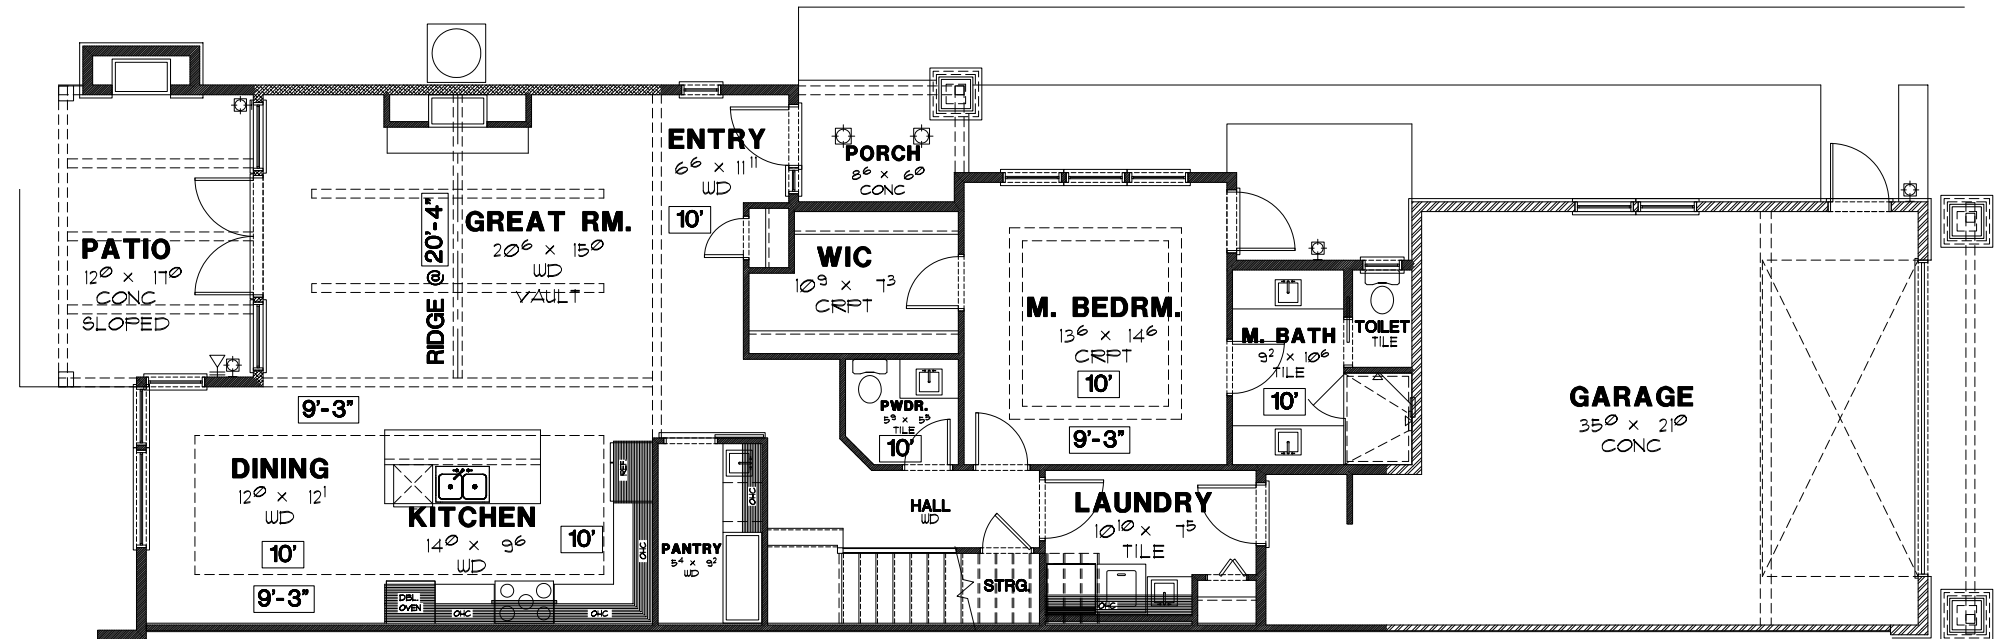 ENTRY
6⁶ × 11¹¹
WD
10'
PORCH
8⁶ × 6⁰
CONC
PATIO
12⁰ × 17⁰
CONC
SLOPED
RIDGE @ 20'-4"
GREAT RM.
20⁶ × 15⁰
WD
VAULT
WIC
10⁹ × 7³
CRPT
M. BEDRM.
13⁶ × 14⁶
CRPT
10'
9'-3"
M. BATH
9² × 10⁶
TILE
10'
TOILET
TILE
GARAGE
35⁰ × 21⁰
CONC
9'-3"
PWDR.
5⁹ × 5⁵
TILE
10'
DINING
12⁰ × 12¹
WD
10'
9'-3"
KITCHEN
14⁰ × 9⁶
WD
10'
REF
OHC
DBL.
OVEN
OHC
OHC
PANTRY
5⁴ × 9²
WD
OHC
HALL
WD
STRG.
LAUNDRY
10¹⁰ × 7⁵
TILE
OHC